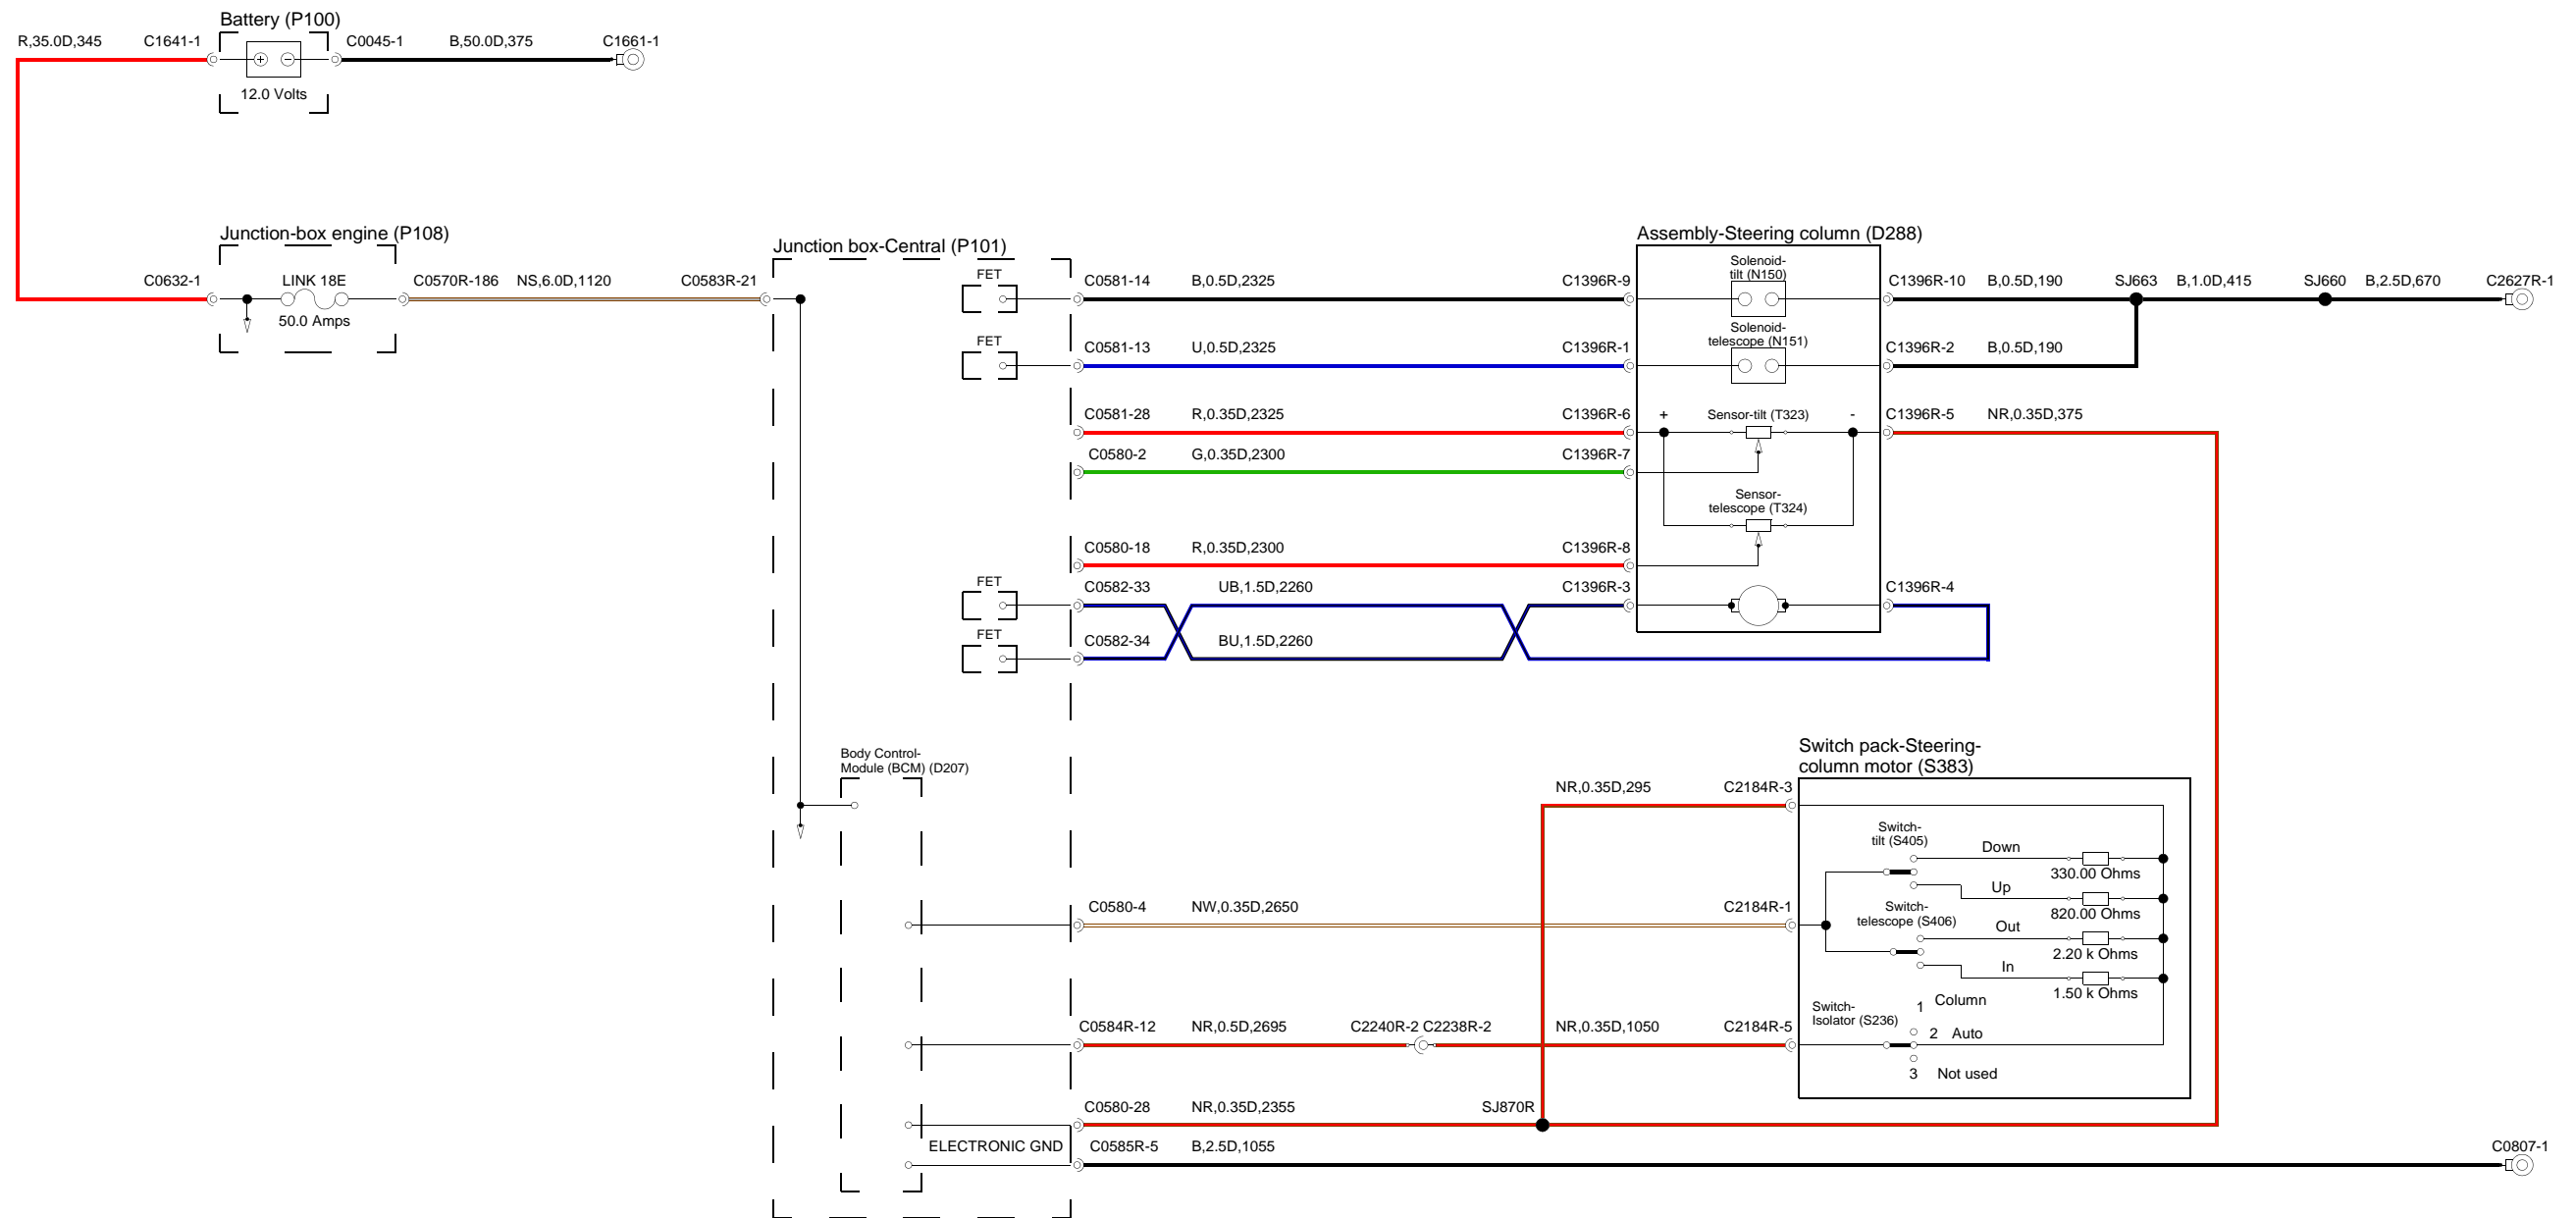 Battery (P100)
R,35.0D,345
C1641-1
C0045-1
B,50.0D,375
C1661-1
12.0 Volts
Junction-box engine (P108)
C0632-1
LINK 18E
50.0 Amps
C0570R-186
NS,6.0D,1120
C0583R-21
Junction box-Central (P101)
FET
C0581-14
B,0.5D,2325
C1396R-9
FET
C0581-13
U,0.5D,2325
C1396R-1
C0581-28
R,0.35D,2325
C1396R-6
C0580-2
G,0.35D,2300
C1396R-7
C0580-18
R,0.35D,2300
C1396R-8
FET
C0582-33
UB,1.5D,2260
C1396R-3
FET
C0582-34
BU,1.5D,2260
Assembly-Steering column (D288)
Solenoid-
tilt (N150)
Solenoid-
telescope (N151)
+
Sensor-tilt (T323)
-
Sensor-
telescope (T324)
C1396R-10
B,0.5D,190
SJ663
B,1.0D,415
SJ660
B,2.5D,670
C2627R-1
C1396R-2
B,0.5D,190
C1396R-5
NR,0.35D,375
C1396R-4
Body Control-
Module (BCM) (D207)
Switch pack-Steering-
column motor (S383)
NR,0.35D,295
C2184R-3
Switch-
tilt (S405)
Down
330.00 Ohms
Up
820.00 Ohms
C0580-4
NW,0.35D,2650
C2184R-1
Switch-
telescope (S406)
Out
2.20 k Ohms
In
1.50 k Ohms
Switch-
Isolator (S236)
1 Column
2 Auto
3 Not used
C0584R-12
NR,0.5D,2695
C2240R-2 C2238R-2
NR,0.35D,1050
C2184R-5
C0580-28
NR,0.35D,2355
SJ870R
ELECTRONIC GND
C0585R-5
B,2.5D,1055
C0807-1